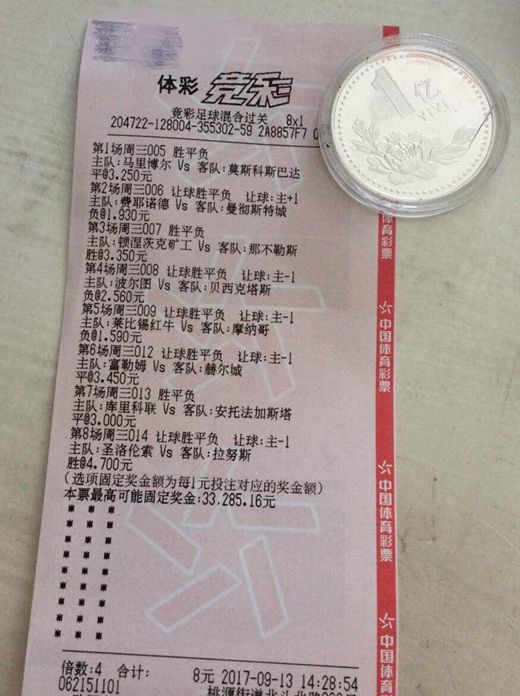 体彩 竞彩
竞彩足球混合过关 8x1
204722-128004-355302-59 2A8857F7
第1场周三005 胜平负
主队:马里博尔 Vs 客队:莫斯科斯巴达
平@3.250元
第2场周三006 让球胜平负 让球:主+1
主队:费耶诺德 Vs 客队:曼彻斯特城
负@1.930元
第3场周三007 胜平负
主队:顿涅茨克矿工 Vs 客队:那不勒斯
胜@3.350元
第4场周三008 让球胜平负 让球:主-1
主队:波尔图 Vs 客队:贝西克塔斯
负@2.560元
第5场周三009 让球胜平负 让球:主-1
主队:莱比锡红牛 Vs 客队:摩纳哥
负@1.590元
第6场周三012 让球胜平负 让球:主-1
主队:富勒姆 Vs 客队:赫尔城
平@3.450元
第7场周三013 胜平负
主队:库里科联 Vs 客队:安托法加斯塔
平@3.000元
第8场周三014 让球胜平负 让球:主-1
主队:圣洛伦索 Vs 客队:拉努斯
胜@4.700元
(选项固定奖金额为每1元投注对应的奖金额)
本票最高可能固定奖金:33,285.16元
倍数:4 合计: 8元 2017-09-13 14:28:54
062151101
1亿
YIYI
体育彩票
中国体育彩票
中国体育彩票
中国体育